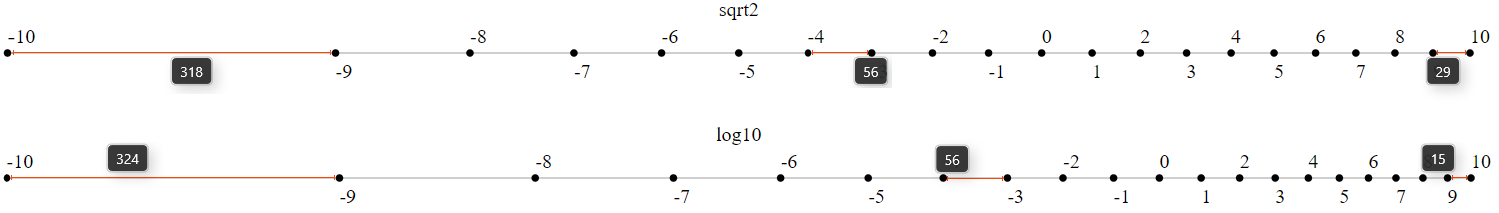 sqrt2
-10 -8 -6 -4 -2 0 2 4 6 8 10
318 -9 -7 -5 56 -1 1 3 5 7 29
log10
-10 324 -8 -6 56 -2 0 2 4 6 15 10
-9 -7 -5 -3 -1 1 3 5 7 9